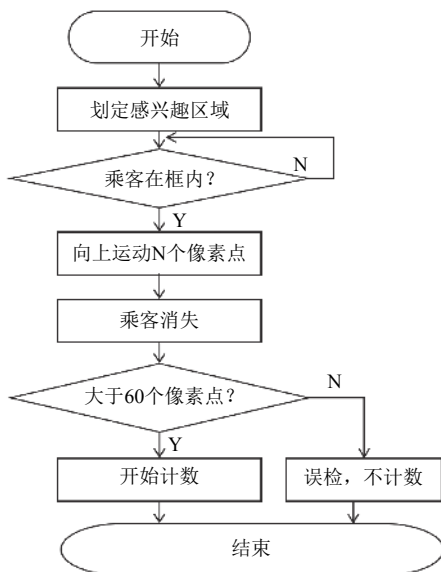 开始
划定感兴趣区域
乘客在框内？
N
Y
向上运动N个像素点
乘客消失
大于60个像素点？
N
Y
开始计数
误检，不计数
结束